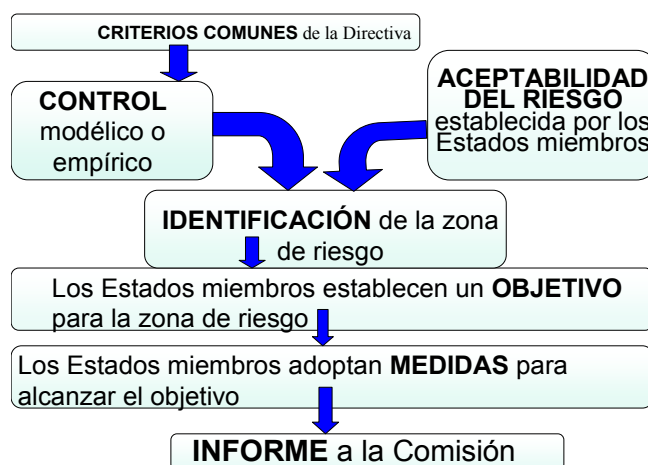 CRITERIOS COMUNES de la Directiva
CONTROL
modélico o
empírico
ACEPTABILIDAD
DEL RIESGO
establecida por los
Estados miembros
IDENTIFICACIÓN de la zona
de riesgo
Los Estados miembros establecen un OBJETIVO
para la zona de riesgo
Los Estados miembros adoptan MEDIDAS para
alcanzar el objetivo
INFORME a la Comisión